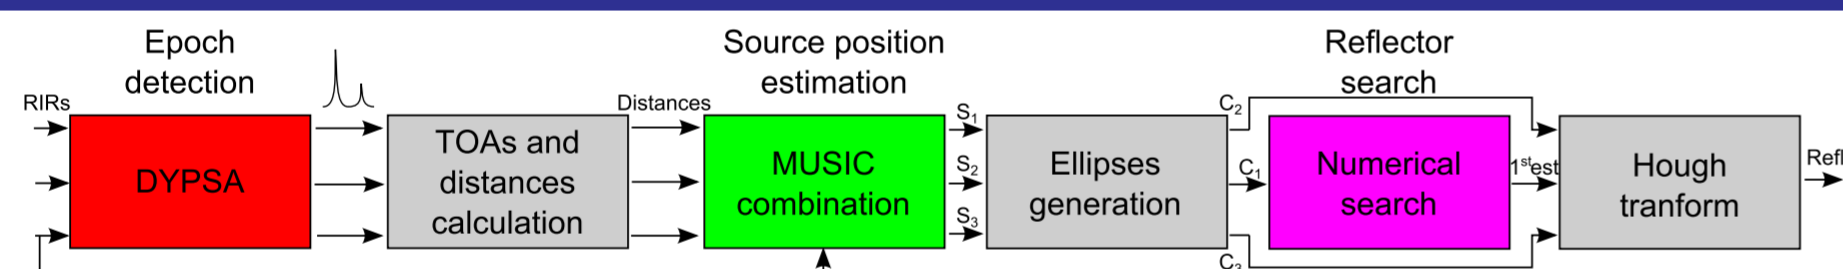 Epoch
detection
Source position
estimation
Reflector
search
RIRs
DYPSA
TOAs and
distances
calculation
Distances
MUSIC
combination
S1
S2
S3
Ellipses
generation
C2
C1
C3
Numerical
search
1st est
Hough
tranform